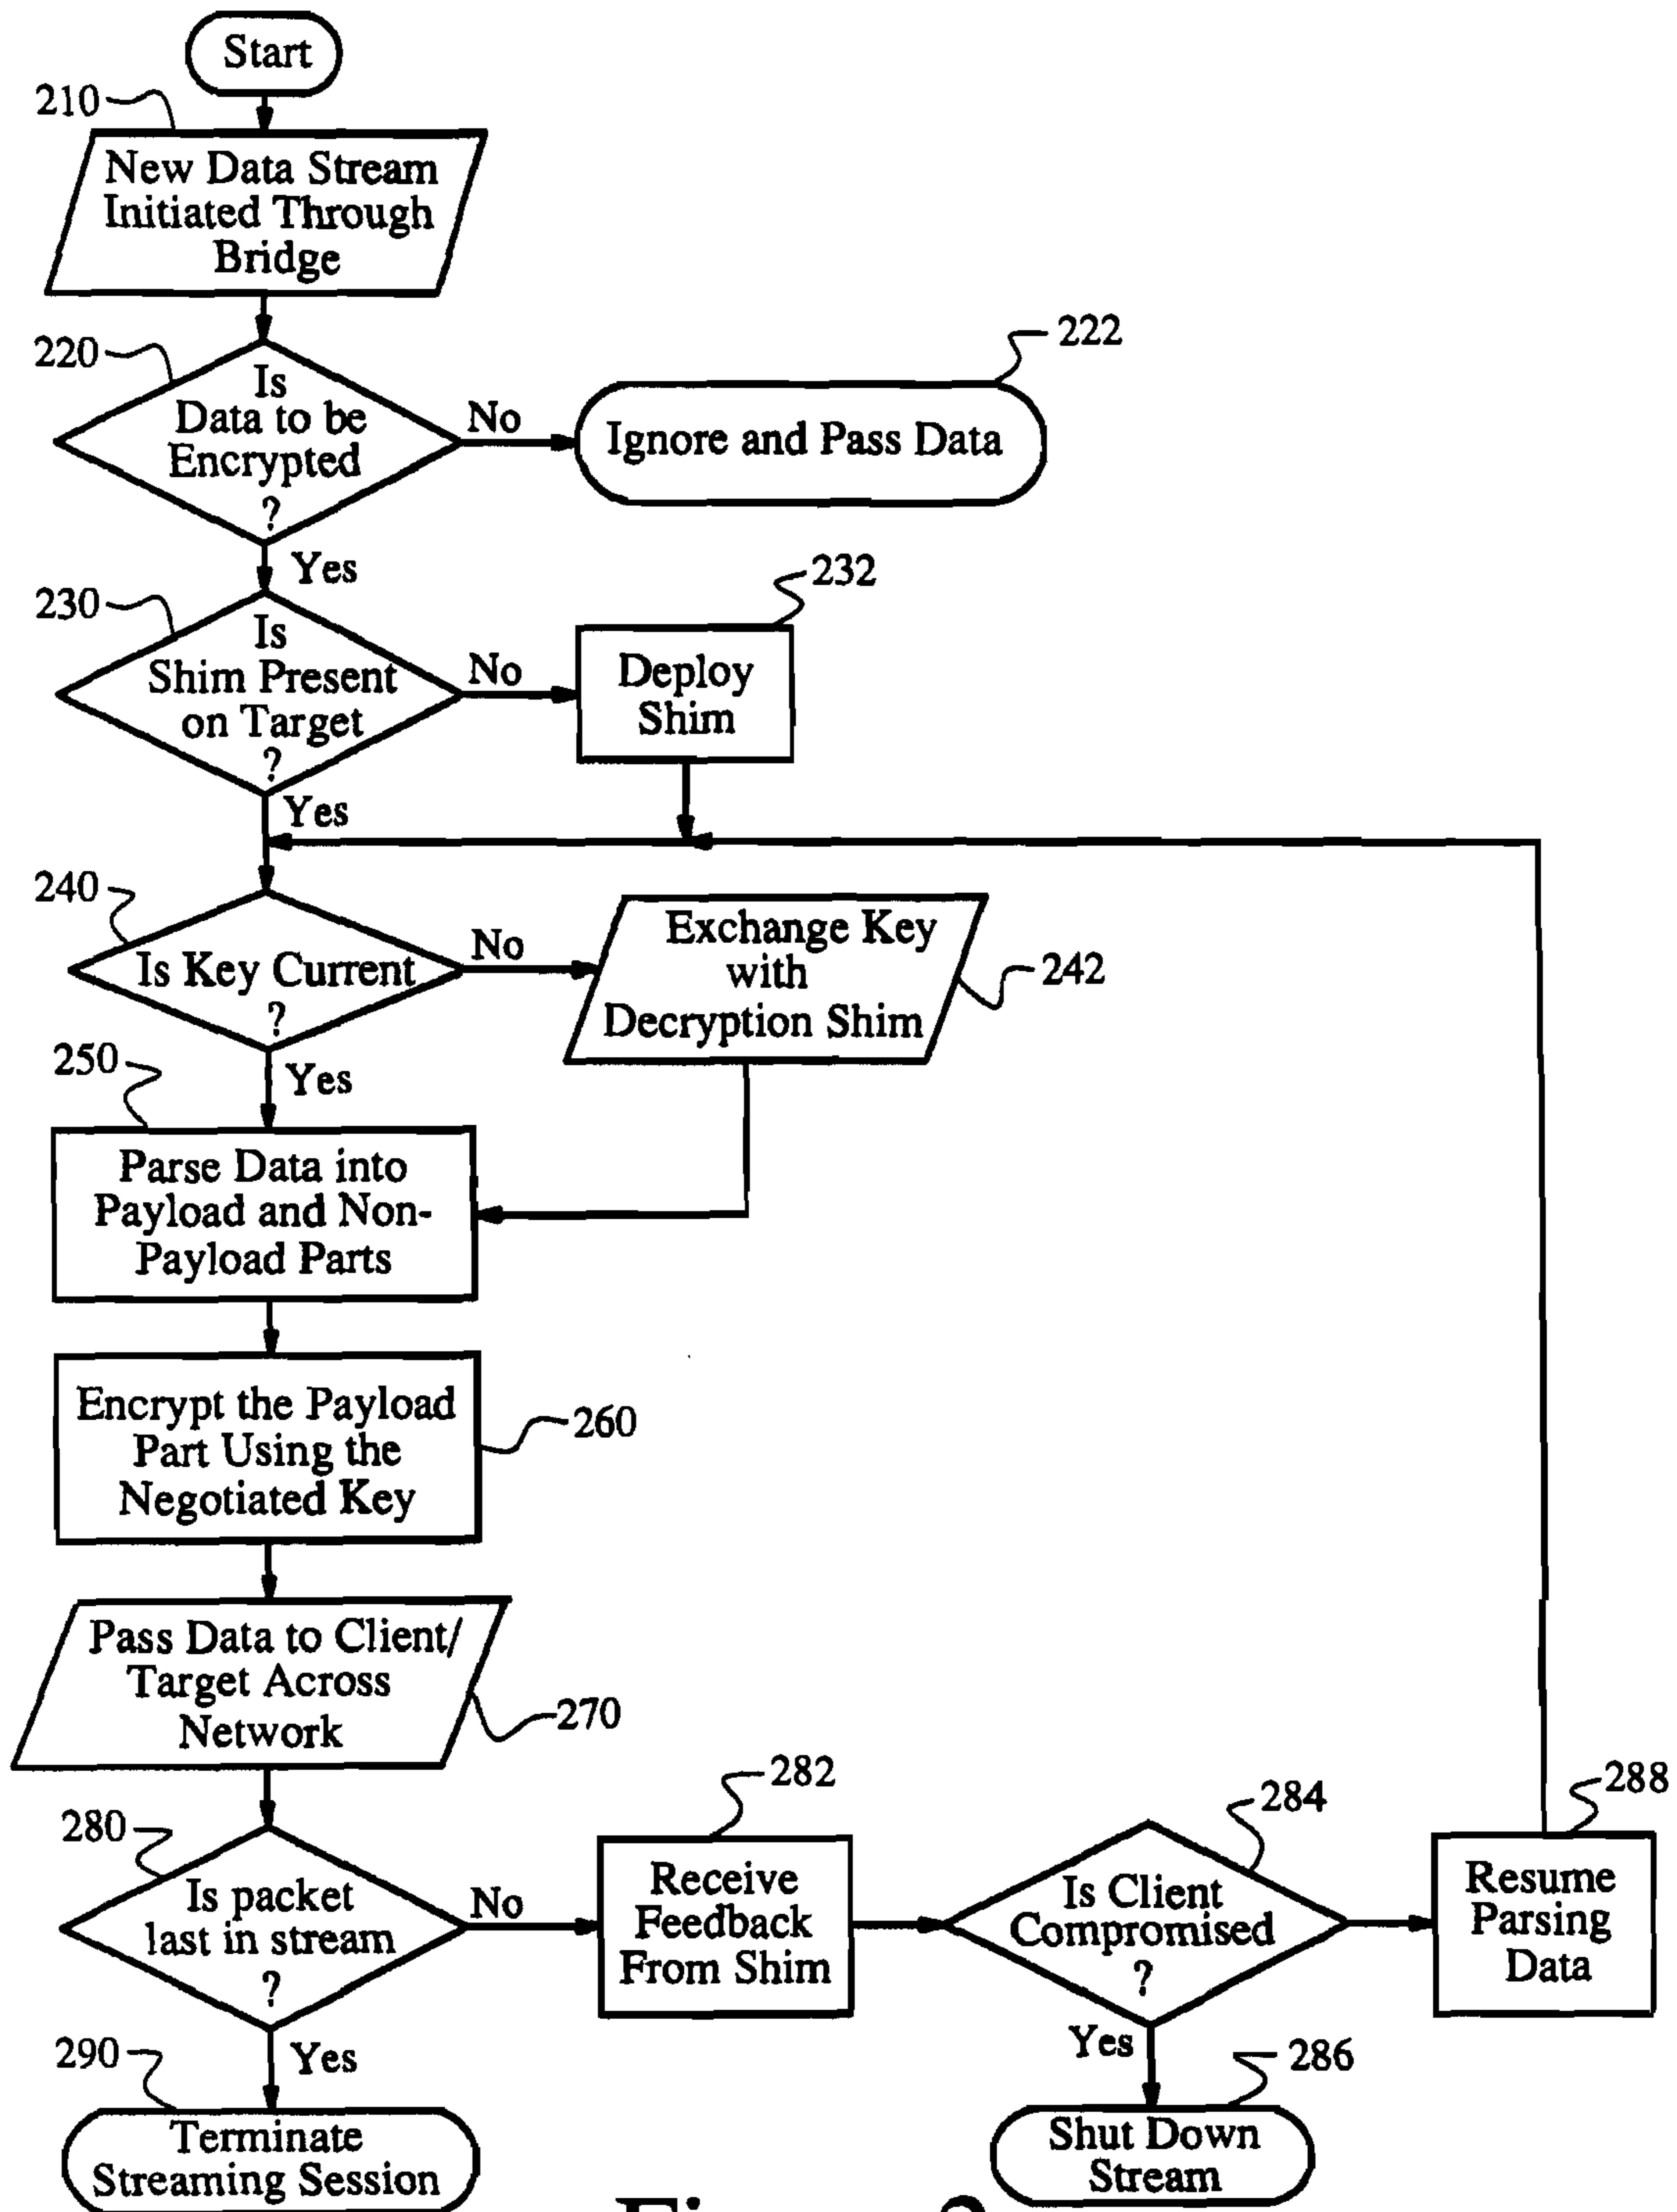 Start
210
New Data Stream
Initiated Through
Bridge
220
Is
Data to be
Encrypted
?
No
222
Ignore and Pass Data
Yes
230
Is
Shim Present
on Target
?
No
232
Deploy
Shim
Yes
240
Is Key Current
?
No
Exchange Key
with
Decryption Shim
242
Yes
250
Parse Data into
Payload and Non-
Payload Parts
Encrypt the Payload
Part Using the
Negotiated Key
260
Pass Data to Client/
Target Across
Network
270
280
Is packet
last in stream
?
No
282
Receive
Feedback
From Shim
284
Is Client
Compromised
?
288
Resume
Parsing
Data
Yes
290
Terminate
Streaming Session
Yes
286
Shut Down
Stream